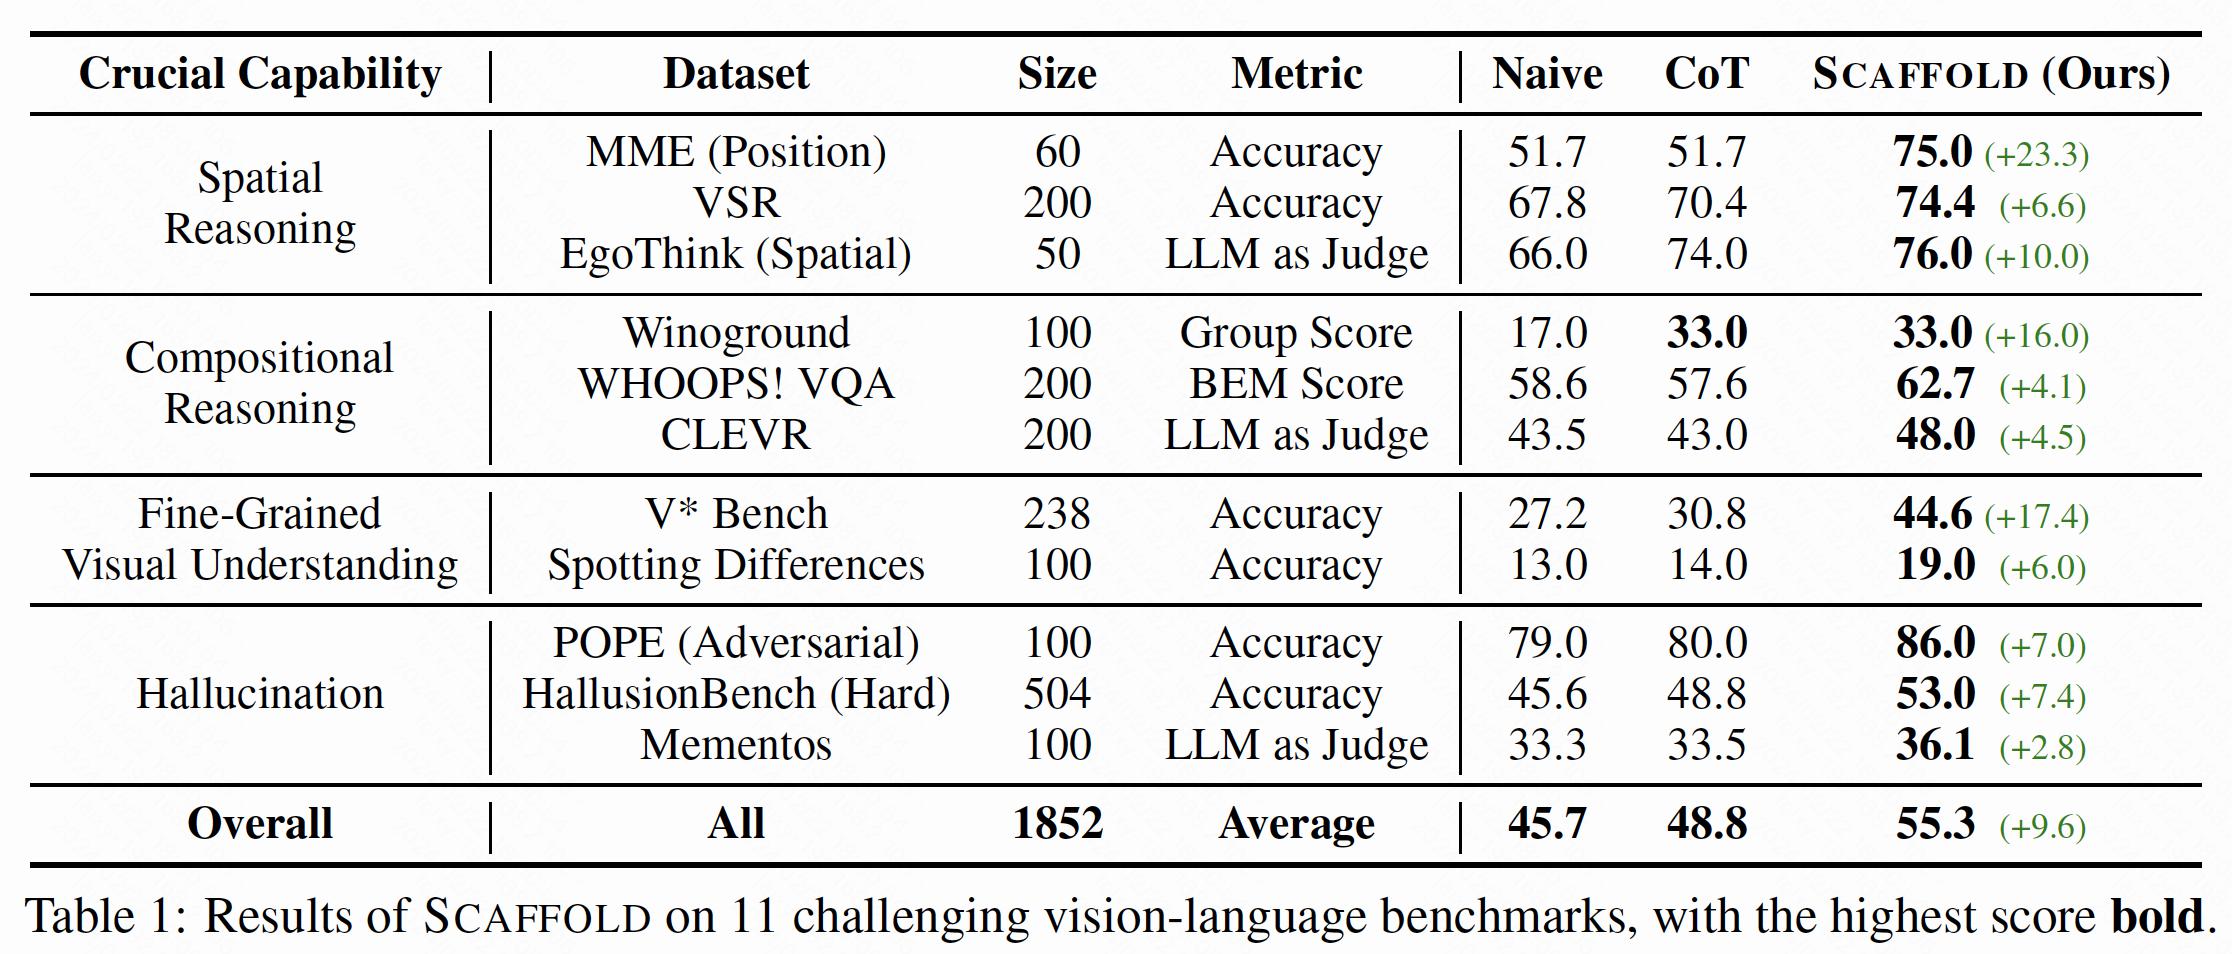 Crucial Capability Dataset Size Metric Naive CoT SCAFFOLD (Ours)
Spatial Reasoning
MME (Position) 60 Accuracy 51.7 51.7 75.0 (+23.3)
VSR 200 Accuracy 67.8 70.4 74.4 (+6.6)
EgoThink (Spatial) 50 LLM as Judge 66.0 74.0 76.0 (+10.0)
Compositional Reasoning
Winoground 100 Group Score 17.0 33.0 33.0 (+16.0)
WHOOPS! VQA 200 BEM Score 58.6 57.6 62.7 (+4.1)
CLEVR 200 LLM as Judge 43.5 43.0 48.0 (+4.5)
Fine-Grained Visual Understanding
V* Bench 238 Accuracy 27.2 30.8 44.6 (+17.4)
Spotting Differences 100 Accuracy 13.0 14.0 19.0 (+6.0)
Hallucination
POPE (Adversarial) 100 Accuracy 79.0 80.0 86.0 (+7.0)
HallusionBench (Hard) 504 Accuracy 45.6 48.8 53.0 (+7.4)
Mementos 100 LLM as Judge 33.3 33.5 36.1 (+2.8)
Overall All 1852 Average 45.7 48.8 55.3 (+9.6)
Table 1: Results of SCAFFOLD on 11 challenging vision-language benchmarks, with the highest score bold.